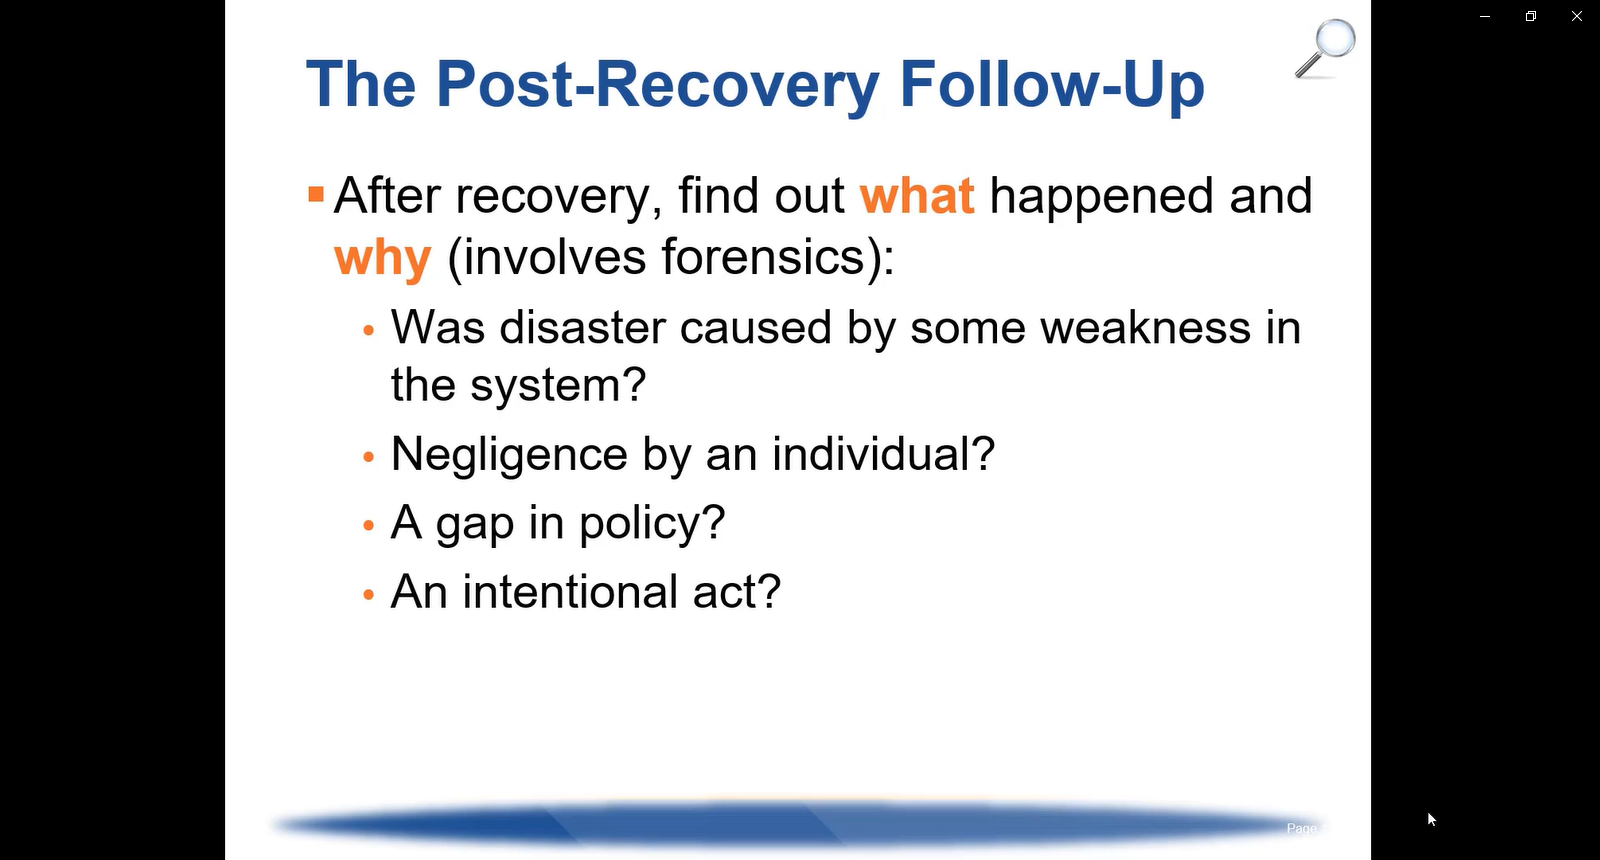 The Post-Recovery Follow-Up
▪ After recovery, find out what happened and
why (involves forensics):
• Was disaster caused by some weakness in
the system?
• Negligence by an individual?
• A gap in policy?
• An intentional act?
Page